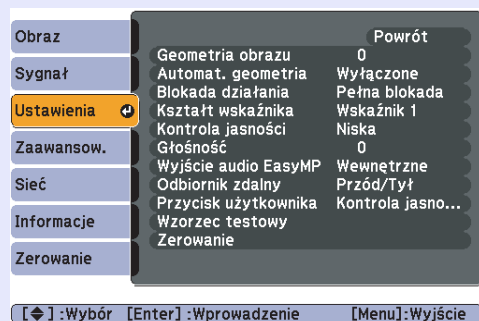 Obraz
Sygnał
Ustawienia
Zaawansow.
Sieć
Informacje
Zerowanie
Powrót
Geometria obrazu 0
Automat. geometria Wyłączone
Blokada działania Pełna blokada
Kształt wskaźnika Wskaźnik 1
Kontrola jasności Niska
Głośność 0
Wyjście audio EasyMP Wewnętrzne
Odbiornik zdalny Przód/Tył
Przycisk użytkownika Kontrola jasno...
Wzorzec testowy
Zerowanie
[◆] :Wybór [Enter] :Wprowadzenie [Menu]:Wyjście